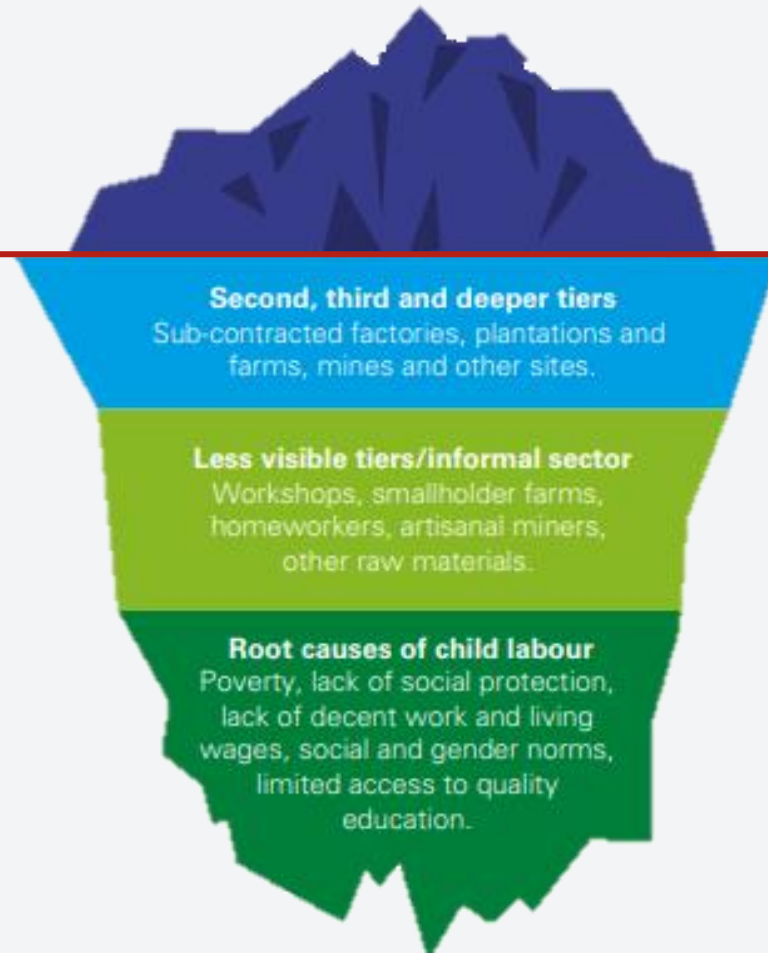 Second, third and deeper tiers
Sub-contracted factories, plantations and
farms, mines and other sites.
Less visible tiers/informal sector
Workshops, smallholder farms,
homeworkers, artisanal miners,
other raw materials.
Root causes of child labour
Poverty, lack of social protection,
lack of decent work and living
wages, social and gender norms,
limited access to quality
education.